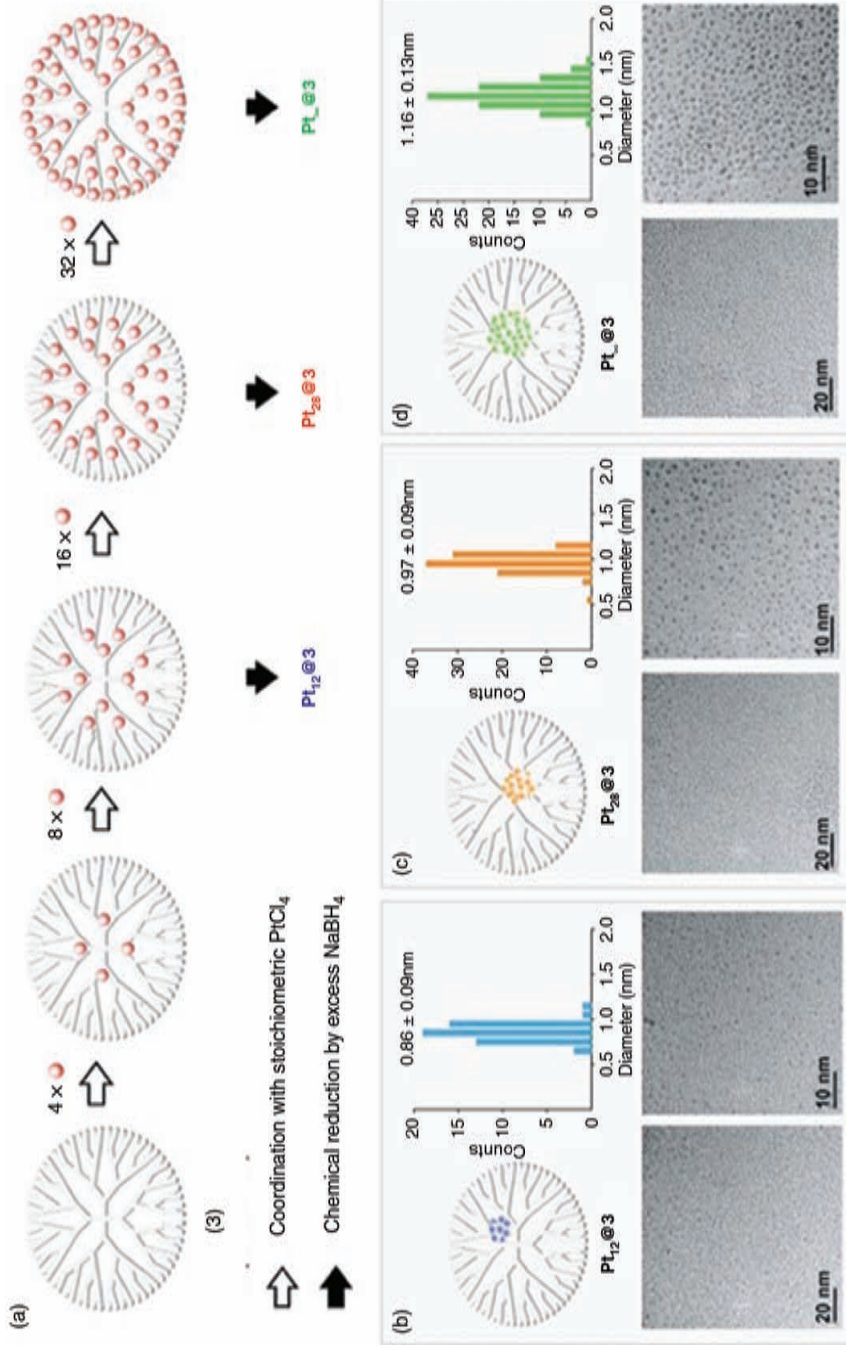 (a)
4 ×
8 ×
16 ×
32 ×
(3)
Pt₁₂@3
Pt₂₈@3
Pt@3
Coordination with stoichiometric PtCl₄
Chemical reduction by excess NaBH₄
(b)
Pt₁₂@3
0.86 ± 0.09nm
Counts
20
15
10
5
0
0.5 1.0 1.5 2.0
Diameter (nm)
20 nm
10 nm
(c)
Pt₂₈@3
0.97 ± 0.09nm
Counts
40
30
20
10
0
0.5 1.0 1.5 2.0
Diameter (nm)
20 nm
10 nm
(d)
Pt@3
1.16 ± 0.13nm
Counts
40
35
30
25
20
15
10
5
0
0.5 1.0 1.5 2.0
Diameter (nm)
20 nm
10 nm